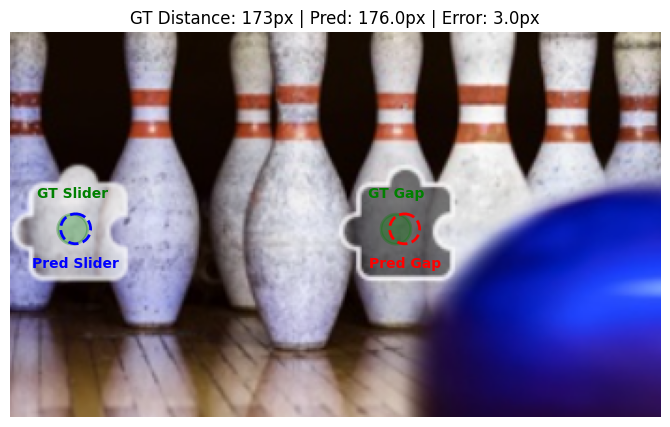 GT Distance: 173px | Pred: 176.0px | Error: 3.0px
GT Slider
GT Gap
Pred Slider
Pred Gap